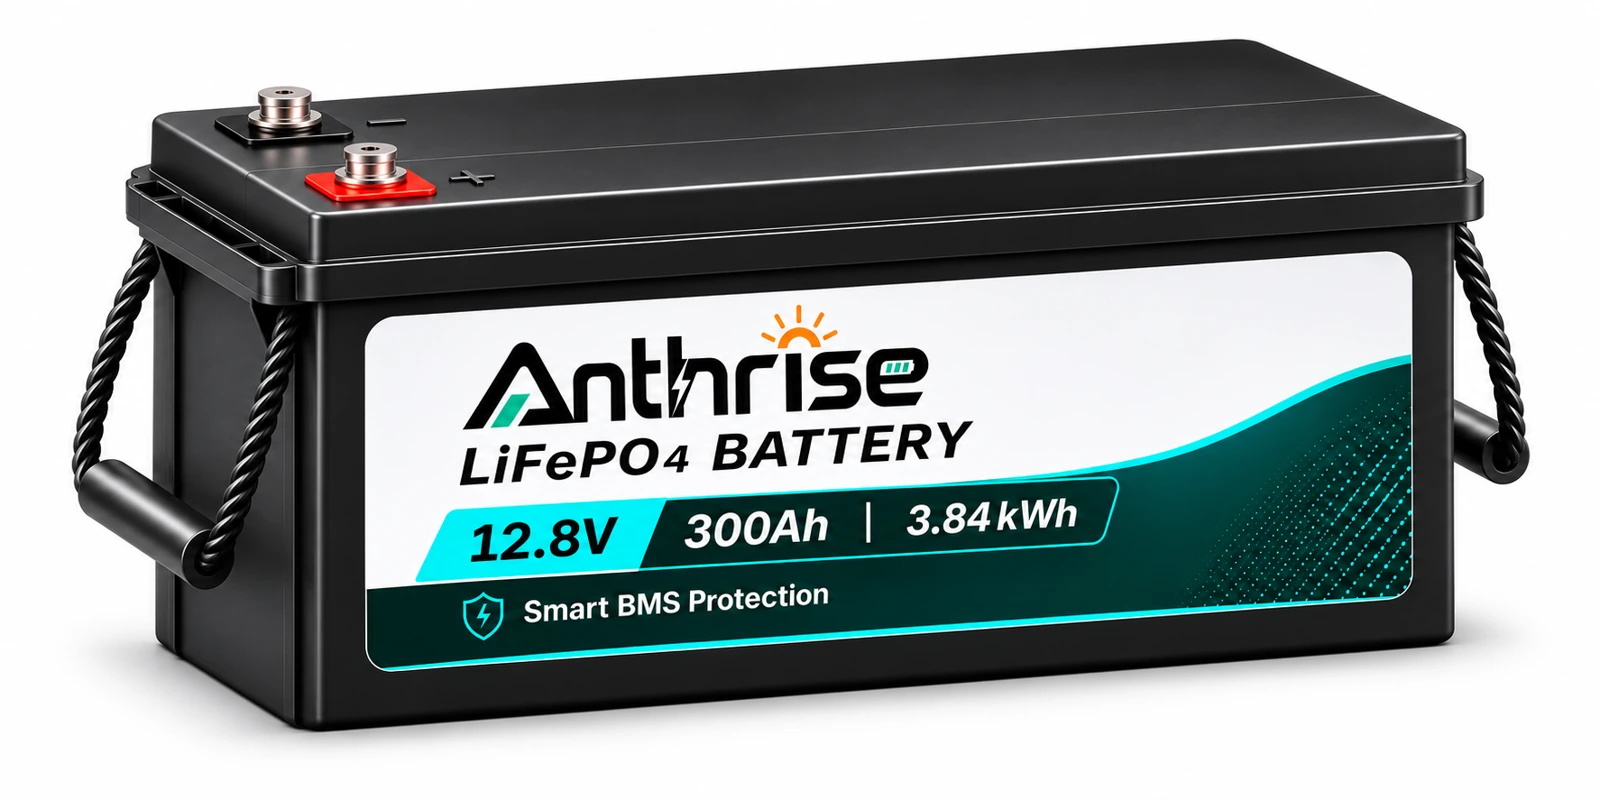 −
+
Anthrise
LiFePO4 BATTERY
12.8V 300Ah | 3.84kWh
Smart BMS Protection